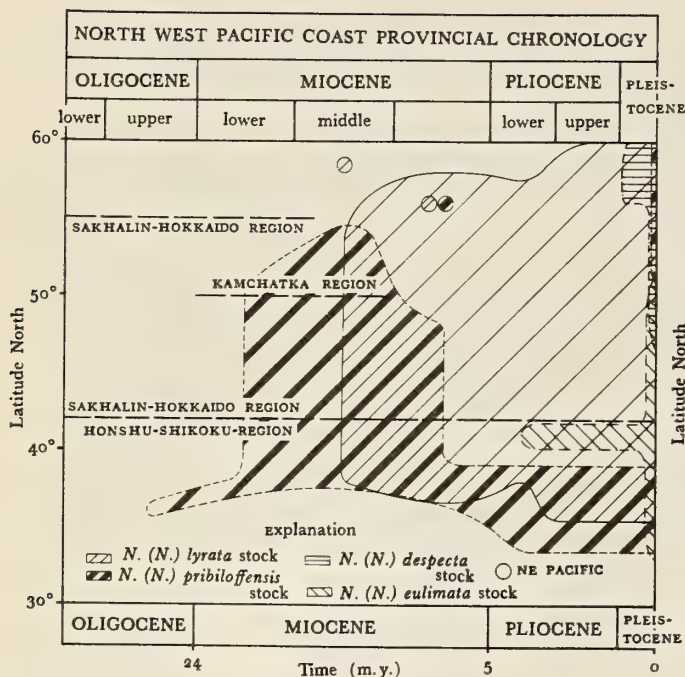 NORTH WEST PACIFIC COAST PROVINCIAL CHRONOLOGY
OLIGOCENE MIOCENE PLIOCENE PLEIS-
TOCENE
lower upper lower middle lower upper
60°
SAKHALIN-HOKKAIDO REGION
KAMCHATKA REGION
50°
Latitude North
Latitude North
SAKHALIN-HOKKAIDO REGION
HONSHU-SHIKOKU-REGION
40°
Explanation
N. (N.) lyrata stock
N. (N.) pribiloffensis
stock
N. (N.) despecta
stock
N. (N.) eulimata stock
NE PACIFIC
30°
OLIGOCENE MIOCENE PLIOCENE PLEIS-
TOCENE
24 Time (m.y.) 5 0